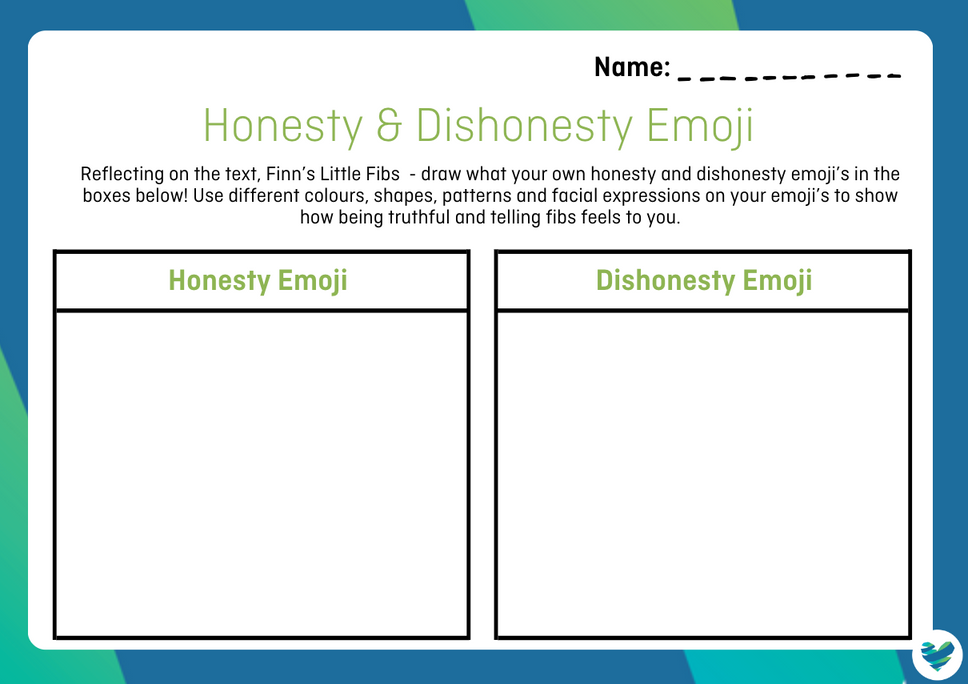 Name: _ _ _ _ _ _ _ _ _ _ _
Honesty & Dishonesty Emoji
Reflecting on the text, Finn's Little Fibs  - draw what your own honesty and dishonesty emoji's in the
boxes below! Use different colours, shapes, patterns and facial expressions on your emoji's to show
how being truthful and telling fibs feels to you.
Honesty Emoji
Dishonesty Emoji